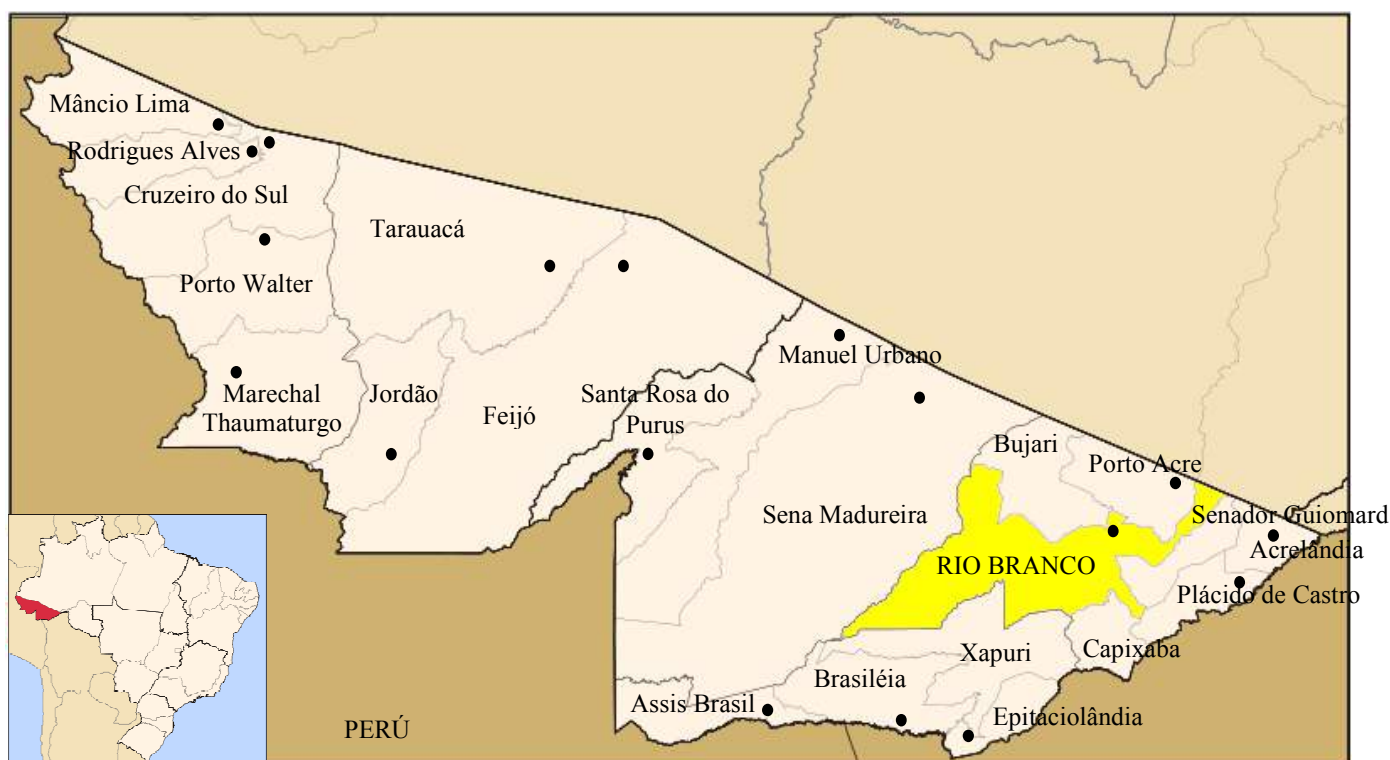 Mâncio Lima
Rodrigues Alves
Cruzeiro do Sul
Tarauacá
Porto Walter
Manuel Urbano
Marechal
Thaumaturgo
Jordão
Feijó
Santa Rosa do
Purus
Bujari
Porto Acre
Sena Madureira
Senador Guiomard
Acrelândia
RIO BRANCO
Plácido de Castro
Xapuri
Capixaba
Brasiléia
Assis Brasil
Epitaciolândia
PERÚ